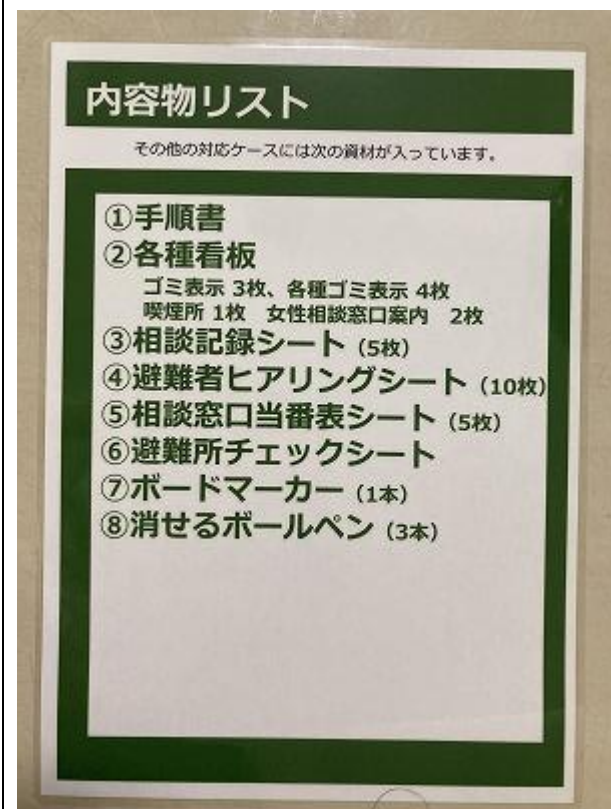 内容物リスト
その他の対応ケースには次の資材が入っています。
①手順書
②各種看板
ゴミ表示 3枚、各種ゴミ表示 4枚
喫煙所 1枚　女性相談窓口案内　2枚
③相談記録シート（5枚）
④避難者ヒアリングシート（10枚）
⑤相談窓口当番表シート（5枚）
⑥避難所チェックシート
⑦ボードマーカー（1本）
⑧消せるボールペン（3本）